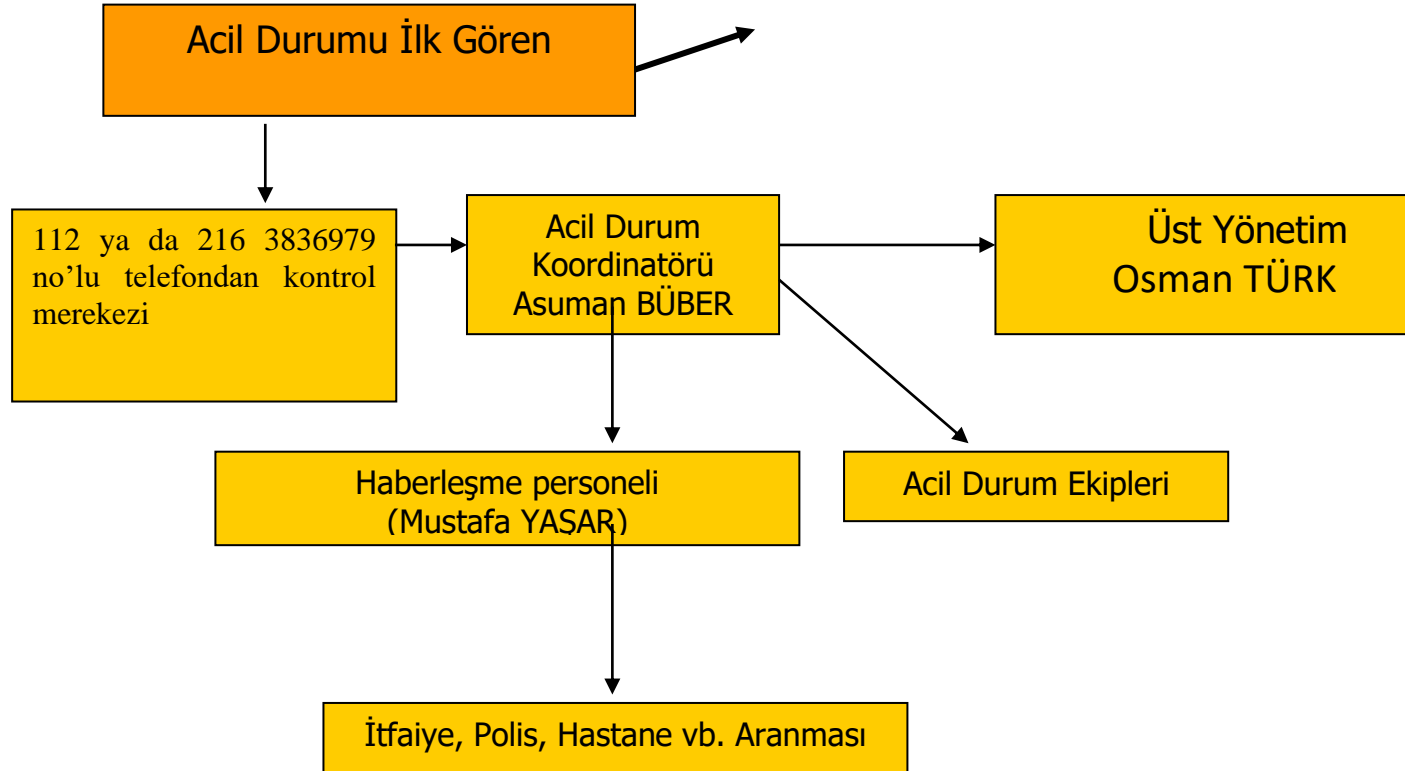 Acil Durumu İlk Gören
112 ya da 216 3836979
no’lu telefondan kontrol
merekezi
Acil Durum
Koordinatörü
Asuman BÜBER
Üst Yönetim
Osman TÜRK
Haberleşme personeli
(Mustafa YAŞAR)
Acil Durum Ekipleri
İtfaiye, Polis, Hastane vb. Aranması